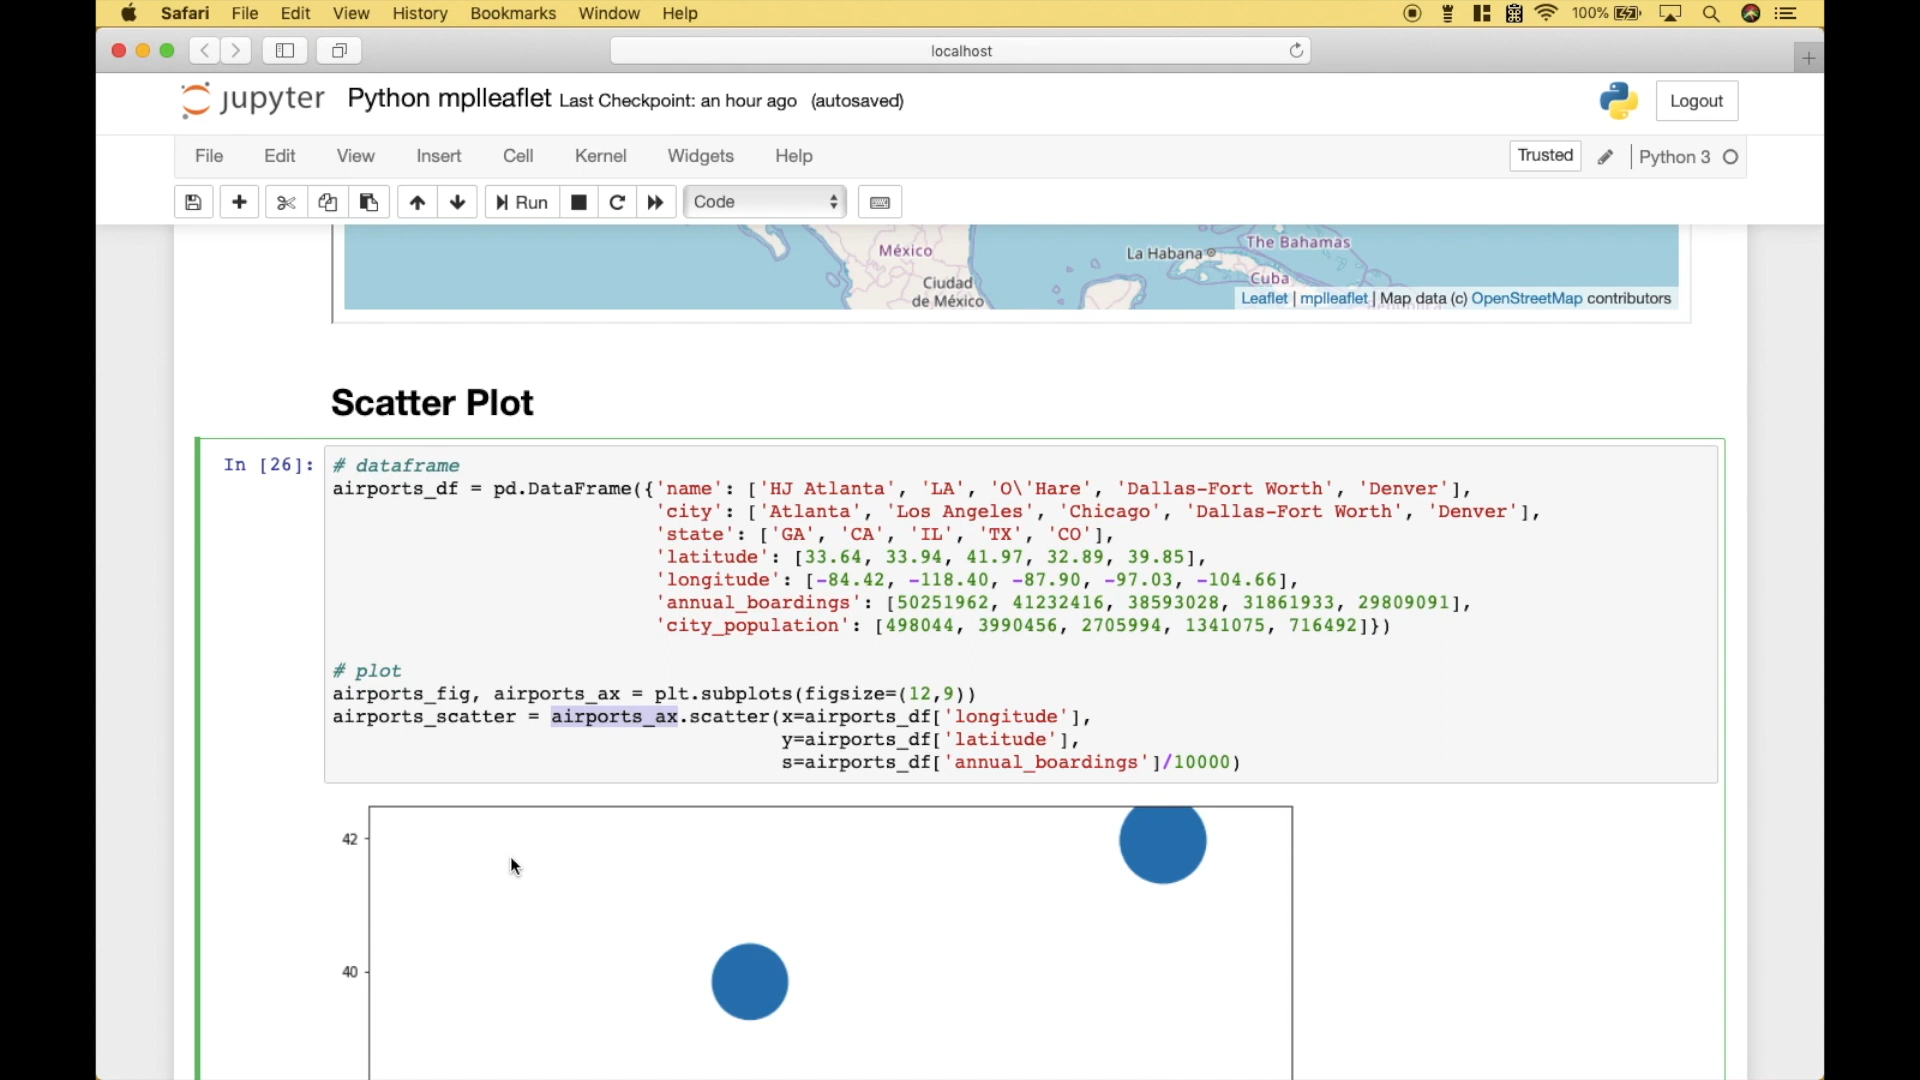 Safari File Edit View History Bookmarks Window Help 100%
localhost
jupyter Python mplleaflet Last Checkpoint: an hour ago (autosaved) Logout
File Edit View Insert Cell Kernel Widgets Help Trusted Python 3
Run Code
México
La Habana
The Bahamas
Cuba
Ciudad
de México
Leaflet | mplleaflet | Map data (c) OpenStreetMap contributors
Scatter Plot
In [26]:
# dataframe
airports_df = pd.DataFrame({'name': ['HJ Atlanta', 'LA', 'O\'Hare', 'Dallas-Fort Worth', 'Denver'],
'city': ['Atlanta', 'Los Angeles', 'Chicago', 'Dallas-Fort Worth', 'Denver'],
'state': ['GA', 'CA', 'IL', 'TX', 'CO'],
'latitude': [33.64, 33.94, 41.97, 32.89, 39.85],
'longitude': [-84.42, -118.40, -87.90, -97.03, -104.66],
'annual_boardings': [50251962, 41232416, 38593028, 31861933, 29809091],
'city_population': [498044, 3990456, 2705994, 1341075, 716492]})
# plot
airports_fig, airports_ax = plt.subplots(figsize=(12,9))
airports_scatter = airports_ax.scatter(x=airports_df['longitude'],
y=airports_df['latitude'],
s=airports_df['annual_boardings']/10000)
42
40